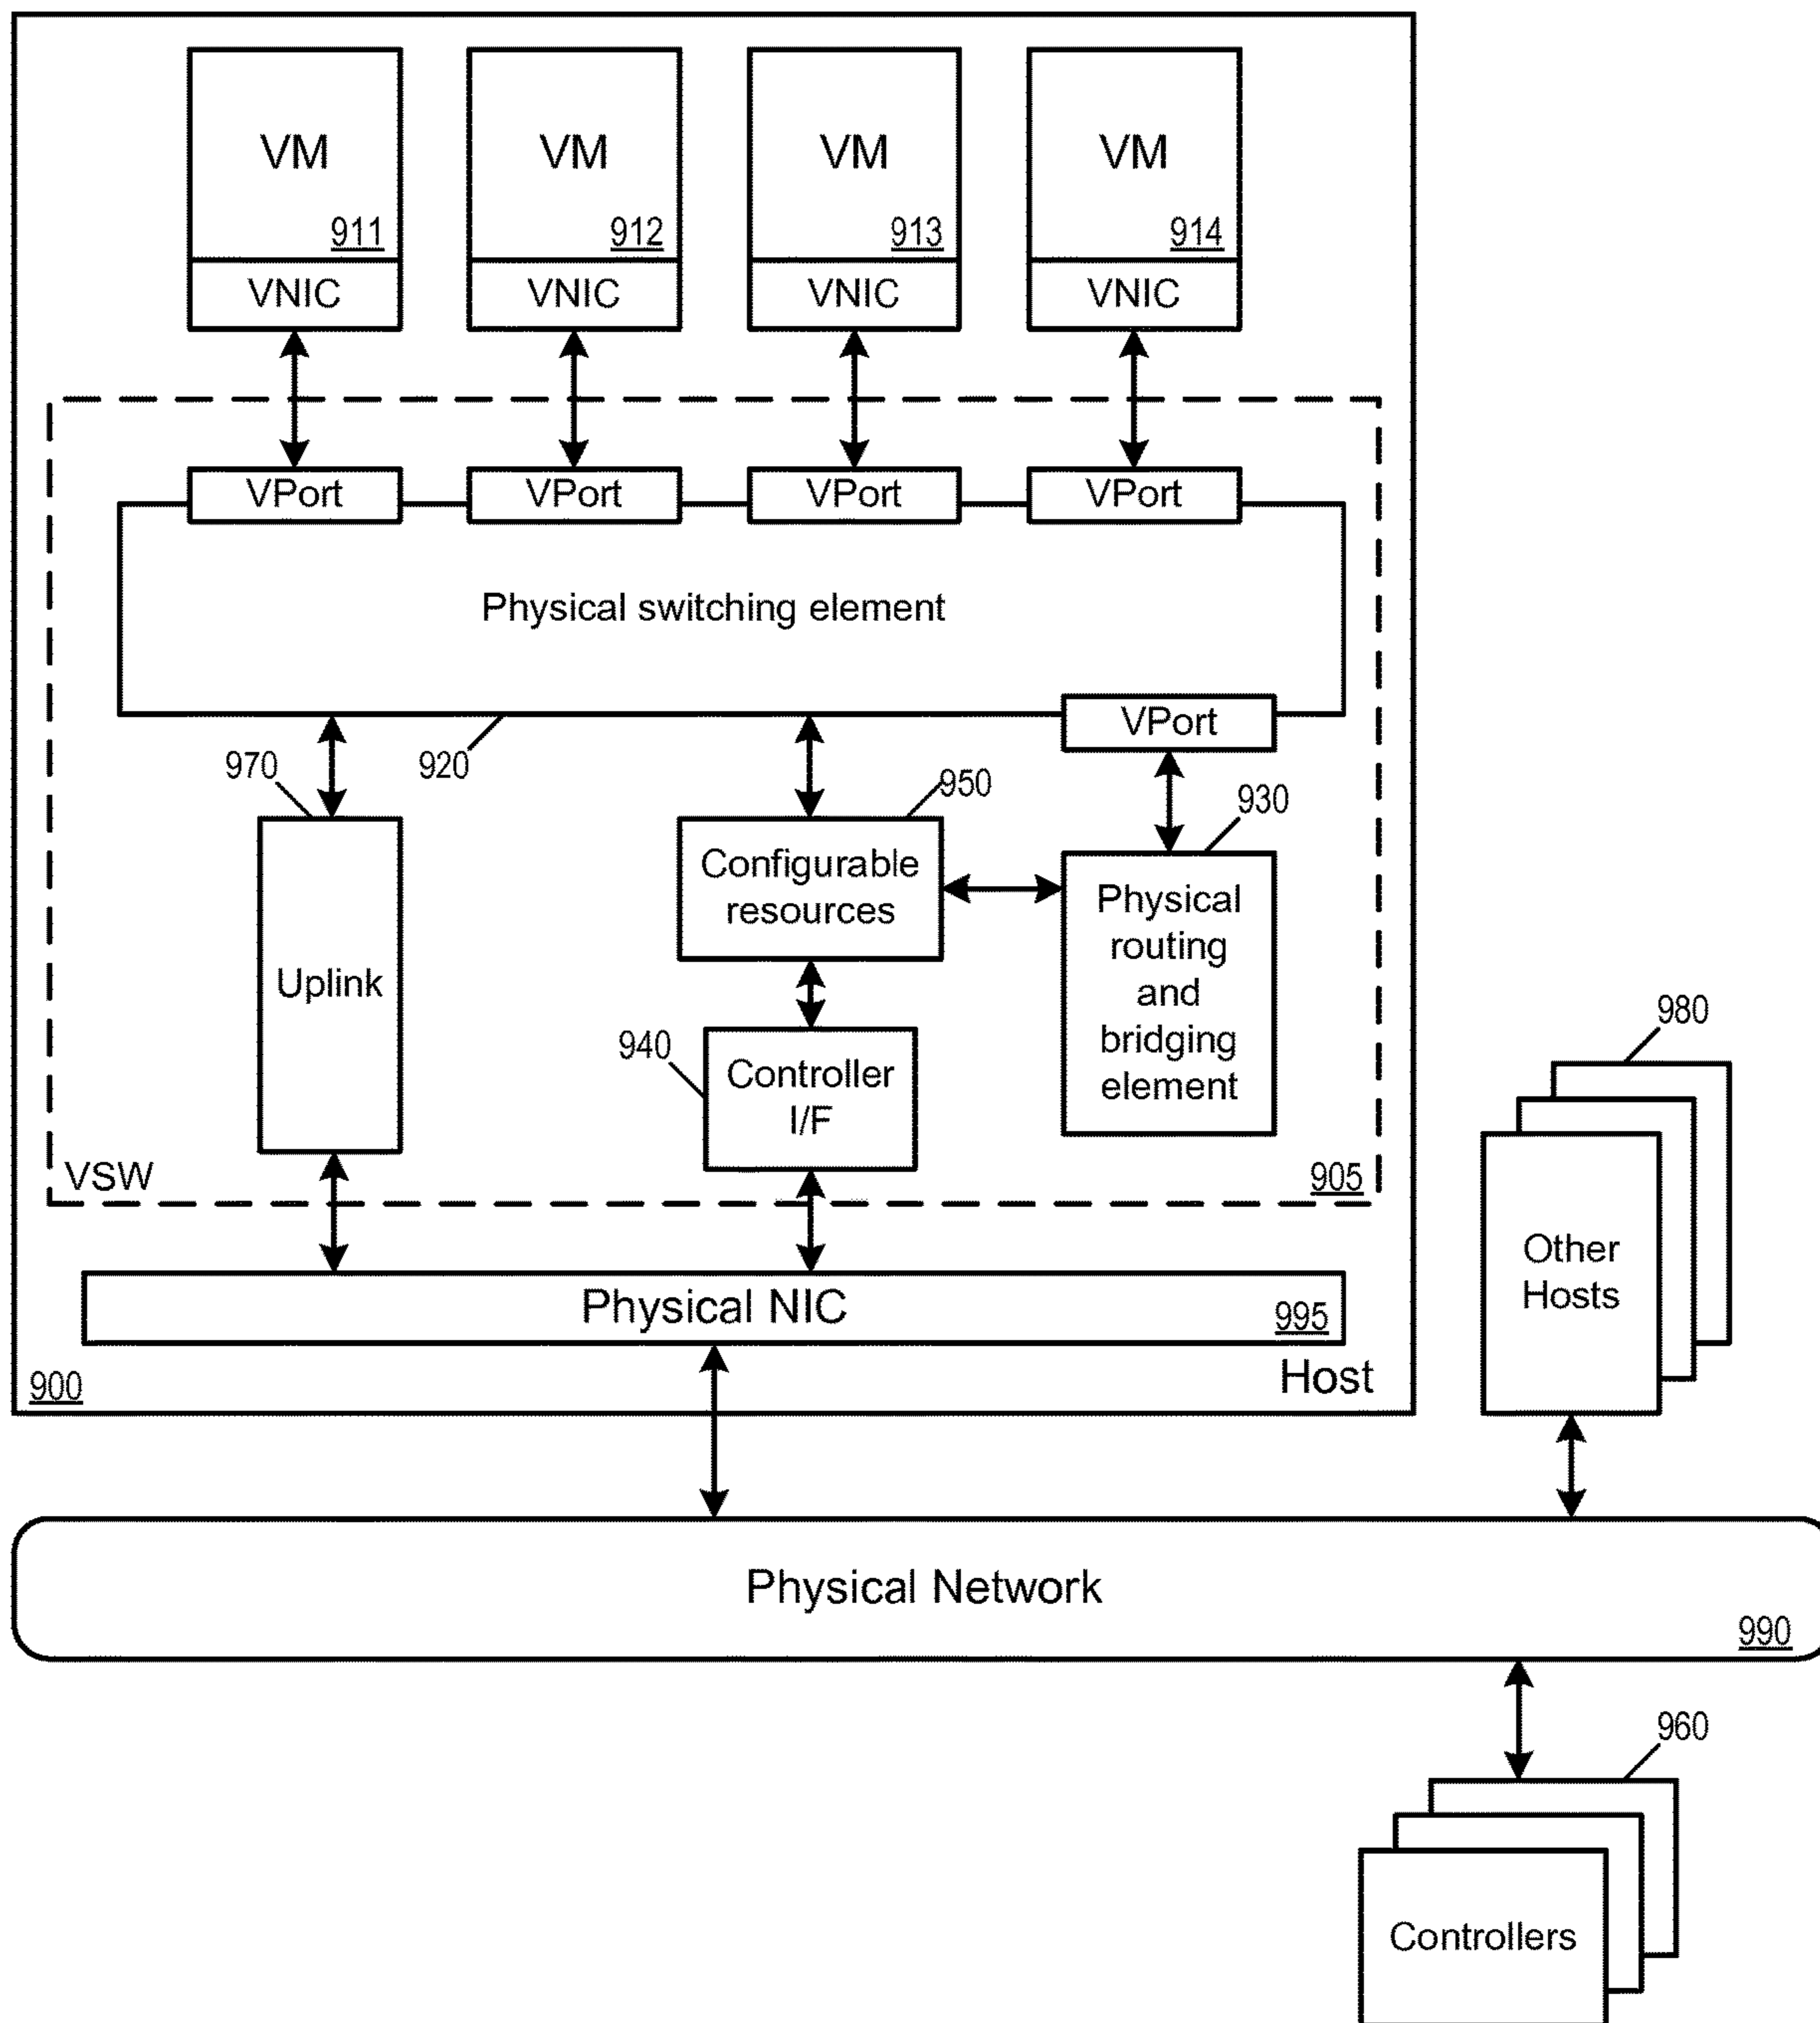 VM
911
VNIC
VM
912
VNIC
VM
913
VNIC
VM
914
VNIC
VPort
VPort
VPort
VPort
Physical switching element
VPort
970
920
950
930
Uplink
Configurable
resources
Physical
routing
and
bridging
element
940
Controller
I/F
VSW
905
980
Other
Hosts
Physical NIC
995
900
Host
Physical Network
990
960
Controllers